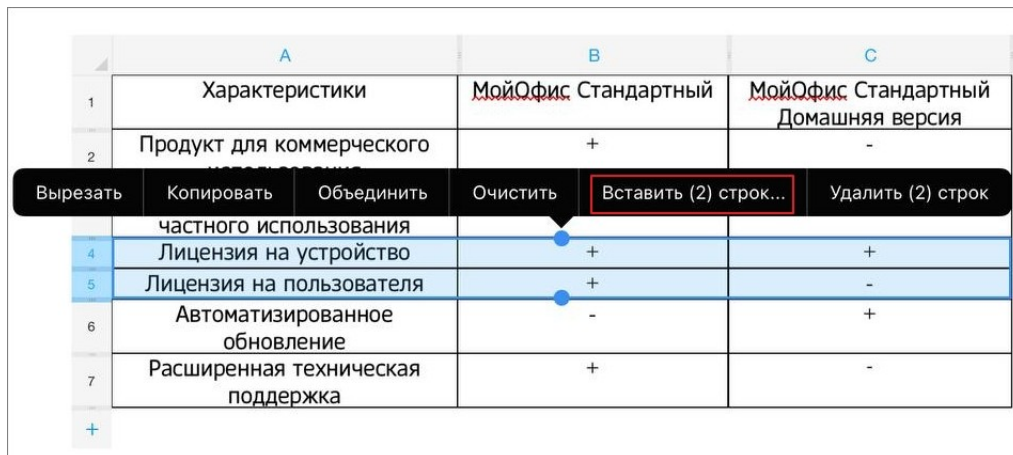 A B C
1 Характеристики МойОфис Стандартный МойОфис Стандартный
Домашняя версия
2 Продукт для коммерческого + -
Вырезать Копировать Объединить Очистить Вставить (2) строк... Удалить (2) строк
частного использования
4 Лицензия на устройство + +
5 Лицензия на пользователя + -
6 Автоматизированное - +
обновление
7 Расширенная техническая + -
поддержка
+